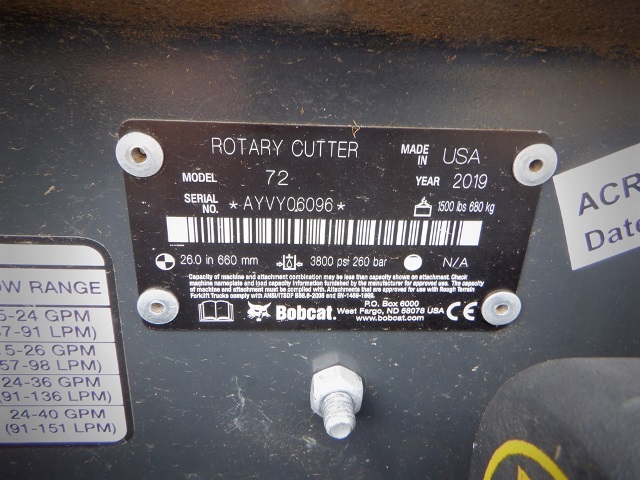 ROTARY CUTTER
MADE IN USA
MODEL 72
YEAR 2019
SERIAL NO. *AYVY06096*
1500 lbs 680 kg
26.0 in 660 mm
3800 psi 260 bar
N/A
Capacity of machine and attachment combination may be less than capacity shown on attachment. Check
machine nameplate and load capacity information furnished by the manufacturer for this combination. Capacity of
machine and attachment must be complied with. Attachments that are approved for use with Rough Terrain
Forklift Trucks comply with ANSI/ITSDF B56.6-2005 and EN-1459-1998.
Bobcat
P.O. Box 6000
West Fargo, ND 58078 USA
bobcat.com
CE
ACR
Date
OW RANGE
5-24 GPM
7-91 LPM)
.5-26 GPM
57-98 LPM)
24-36 GPM
(91-136 LPM)
24-40 GPM
(91-151 LPM)